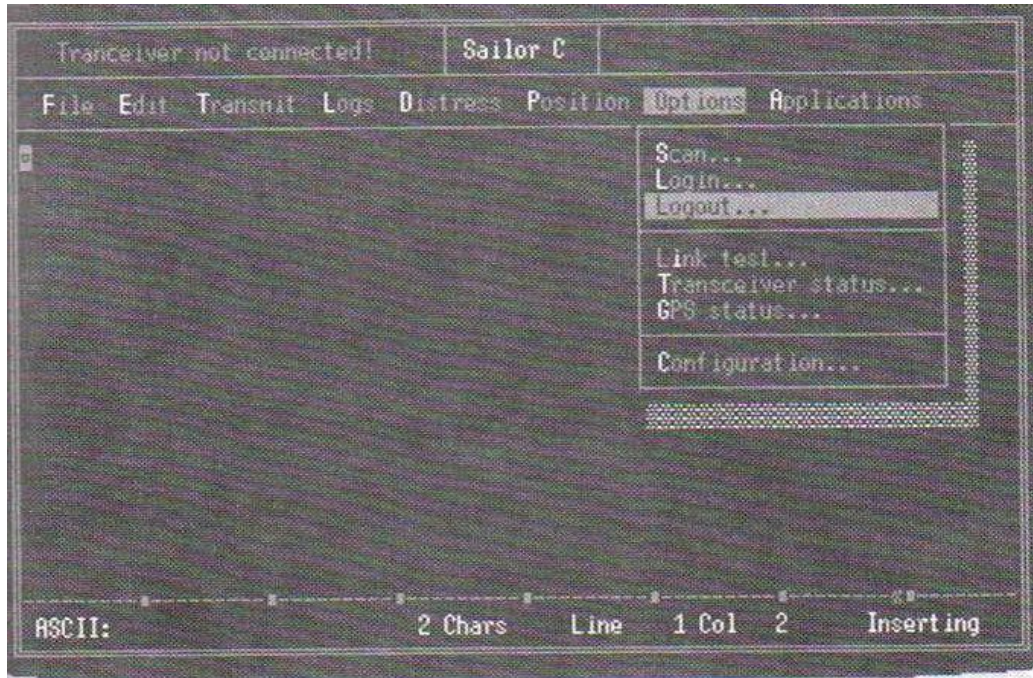 Tranceiver not connected! Sailor C
File Edit Transmit Logs Distress Position Options Applications
Scan...
Login...
Logout...
Link test...
Transceiver status...
GPS status...
Configuration...
ASCII: 2 Chars Line 1 Col 2 Inserting